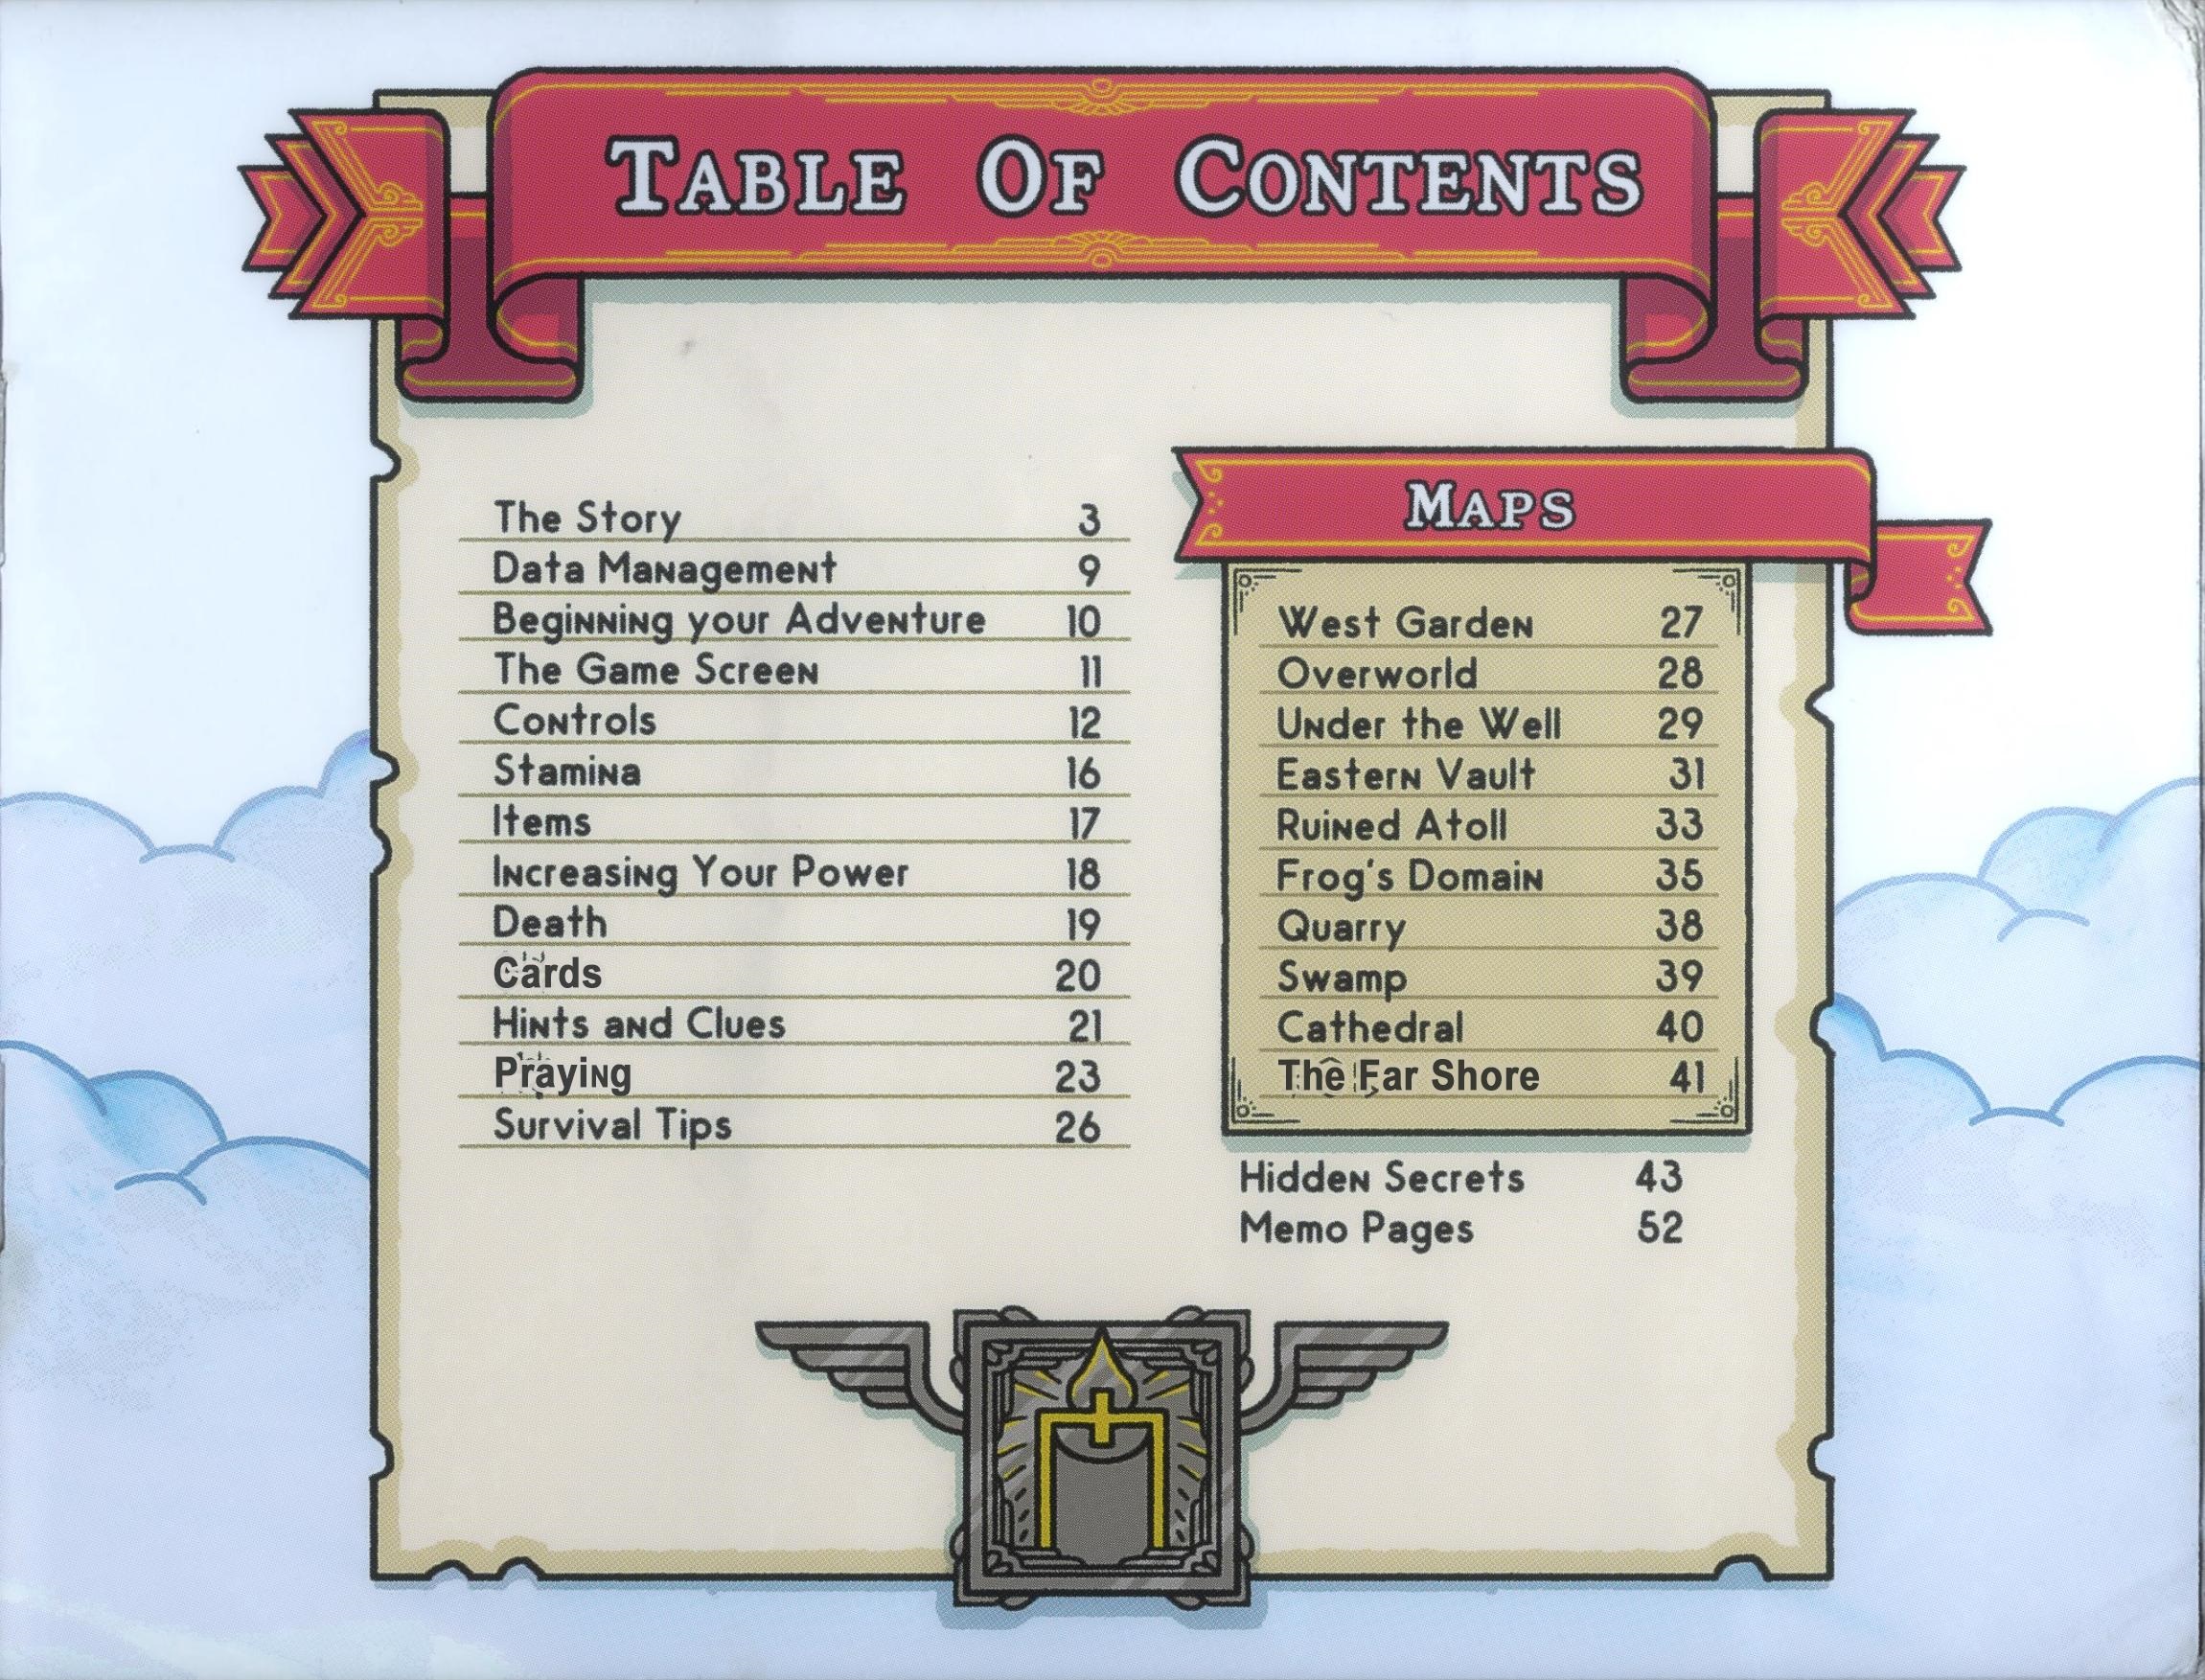 Table Of Contents
The Story 3
Data Management 9
Beginning your Adventure 10
The Game Screen 11
Controls 12
Stamina 16
Items 17
Increasing Your Power 18
Death 19
Cards 20
Hints and Clues 21
Praying 23
Survival Tips 26
Maps
West Garden 27
Overworld 28
Under the Well 29
Eastern Vault 31
Ruined Atoll 33
Frog's Domain 35
Quarry 38
Swamp 39
Cathedral 40
The Far Shore 41
Hidden Secrets 43
Memo Pages 52